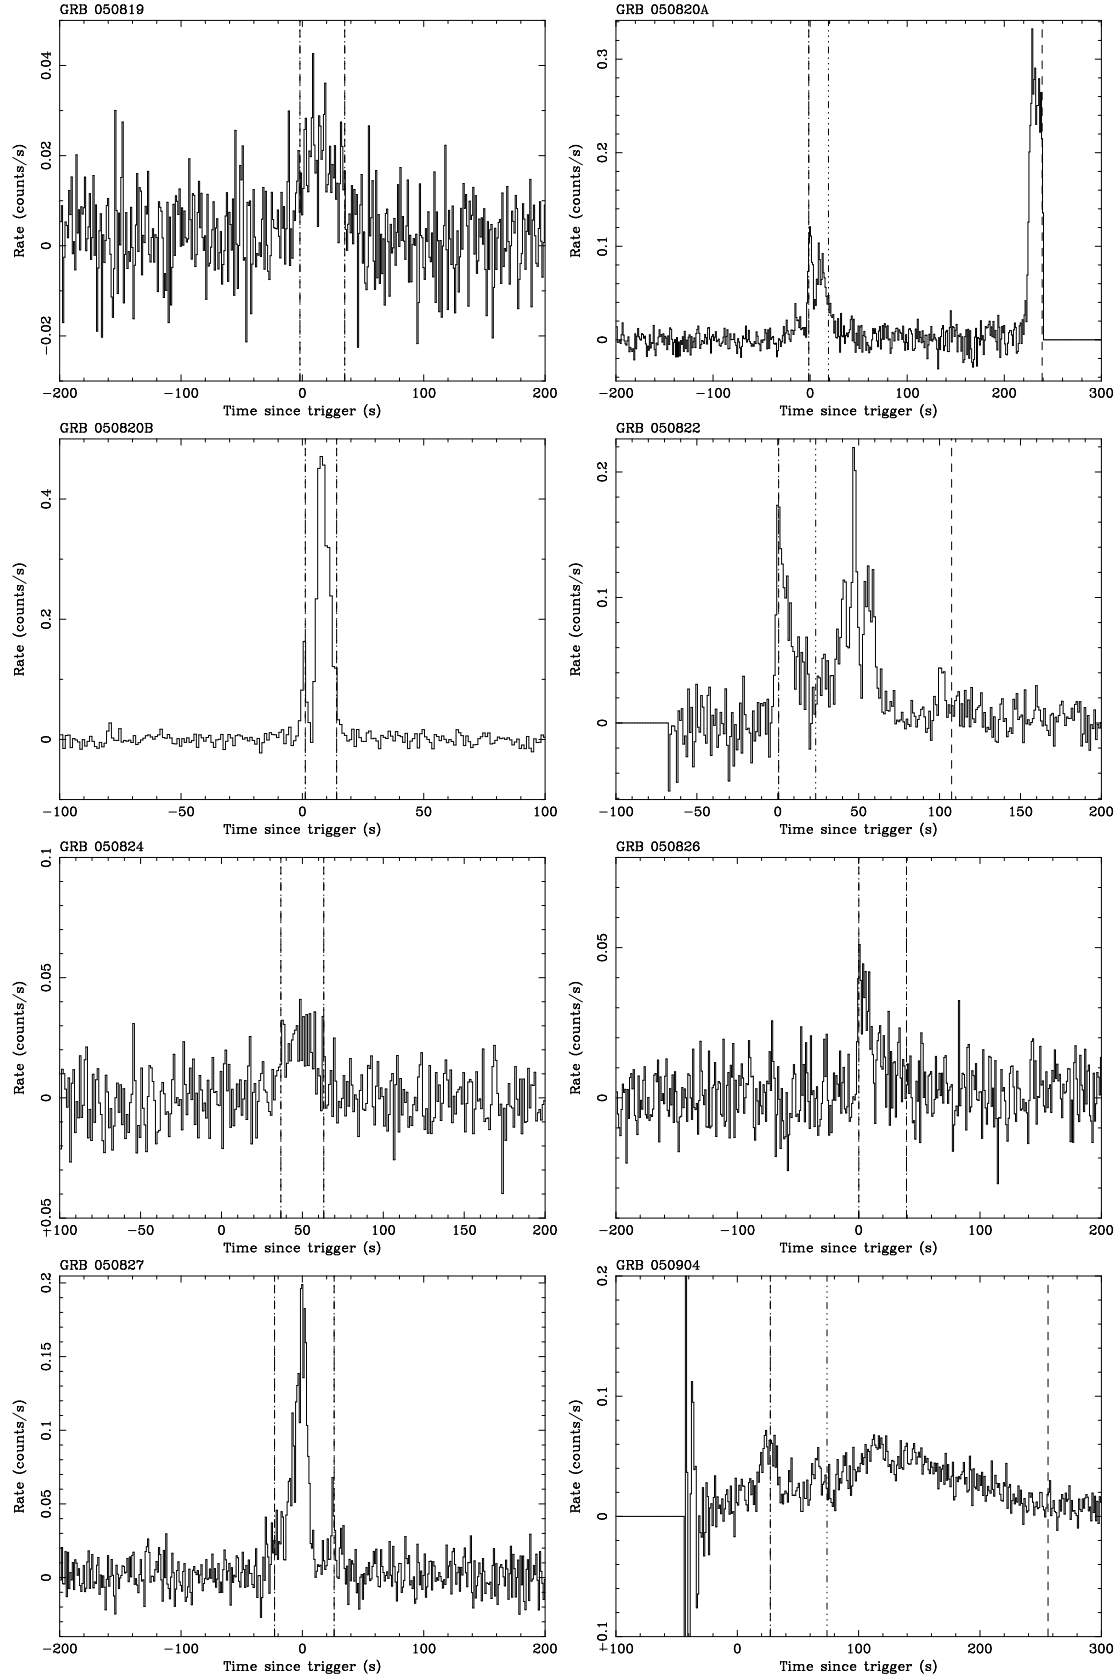 GRB 050819
0.04
0.02
0
−0.02
Rate (counts/s)
−200 −100 0 100 200
Time since trigger (s)
GRB 050820A
0.3
0.2
0.1
0
Rate (counts/s)
−200 −100 0 100 200 300
Time since trigger (s)
GRB 050820B
0.4
0.2
0
Rate (counts/s)
−100 −50 0 50 100
Time since trigger (s)
GRB 050822
0.2
0.1
0
Rate (counts/s)
−100 −50 0 50 100 150 200
Time since trigger (s)
GRB 050824
0.1
0.05
0
−0.05
Rate (counts/s)
−100 −50 0 50 100 150 200
Time since trigger (s)
GRB 050826
0.05
0
Rate (counts/s)
−200 −100 0 100 200
Time since trigger (s)
GRB 050827
0.2
0.15
0.1
0.05
0
Rate (counts/s)
−200 −100 0 100 200
Time since trigger (s)
GRB 050904
0.2
0.1
0
−0.1
Rate (counts/s)
−100 0 100 200 300
Time since trigger (s)